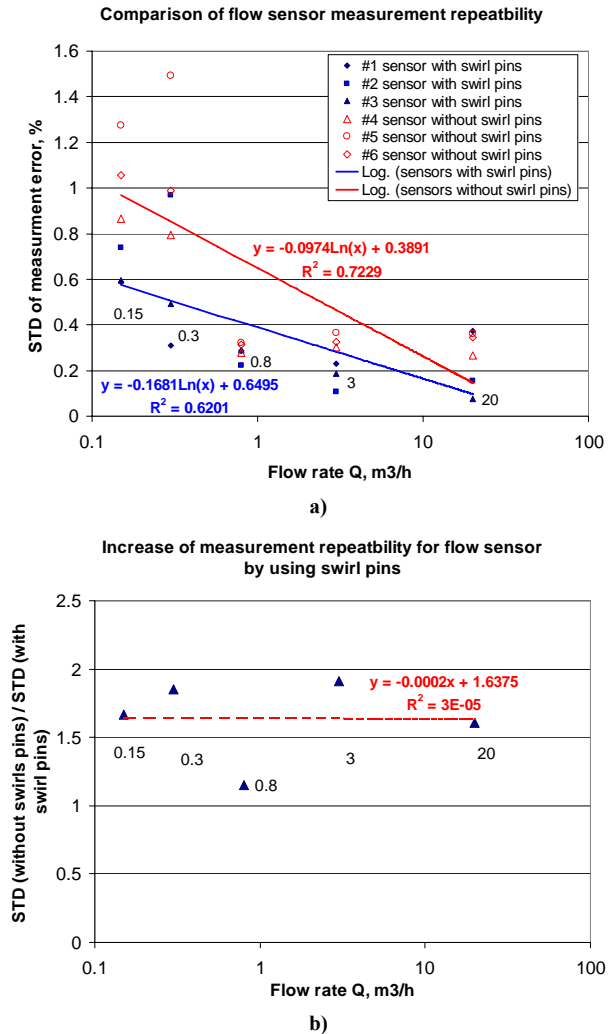 Comparison of flow sensor measurement repeatbility
STD of measurment error, %
1.6
1.4
1.2
1
0.8
0.6
0.4
0.2
0
#1 sensor with swirl pins
#2 sensor with swirl pins
#3 sensor with swirl pins
#4 sensor without swirl pins
#5 sensor without swirl pins
#6 sensor without swirl pins
Log. (sensors with swirl pins)
Log. (sensors without swirl pins)
y = -0.0974Ln(x) + 0.3891
R² = 0.7229
0.15
0.3
0.8
3
20
y = -0.1681Ln(x) + 0.6495
R² = 0.6201
0.1 1 10 100
Flow rate Q, m3/h
a)
Increase of measurement repeatbility for flow sensor
by using swirl pins
STD (without swirls pins) / STD (with
swirl pins)
2.5
2
1.5
1
0.5
0
y = -0.0002x + 1.6375
R² = 3E-05
0.15
0.3
0.8
3
20
0.1 1 10 100
Flow rate Q, m3/h
b)